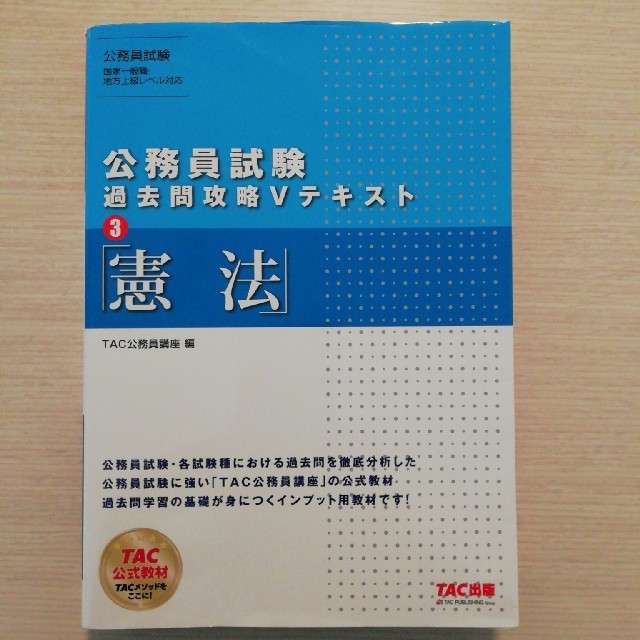 公務員試験
国家一般職・
地方上級レベル対応
公務員試験
過去問攻略Vテキスト
3
「憲法」
TAC公務員講座 編
公務員試験・各試験種における過去問を徹底分析した
公務員試験に強い「TAC公務員講座」の公式教材
過去問学習の基礎が身につくインプット用教材です!
TAC
公式教材
TACメソッドを
ここに!
TAC出版
TAC PUBLISHING Group